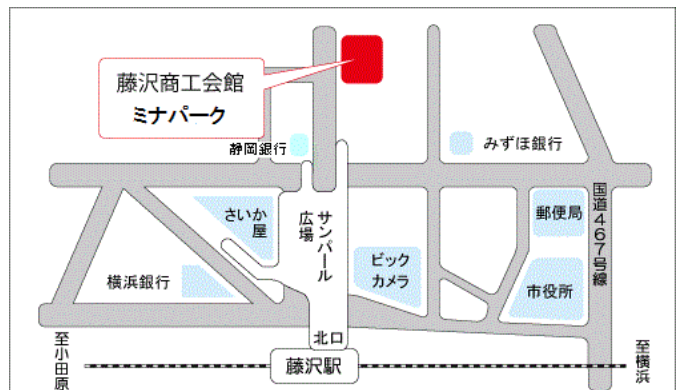 藤沢商工会館
ミナパーク
静岡銀行
みずほ銀行
さいか
屋
サンパール
広場
ビック
カメラ
郵便局
市役所
国道467号線
横浜銀行
北口
藤沢駅
至小田原
至横浜